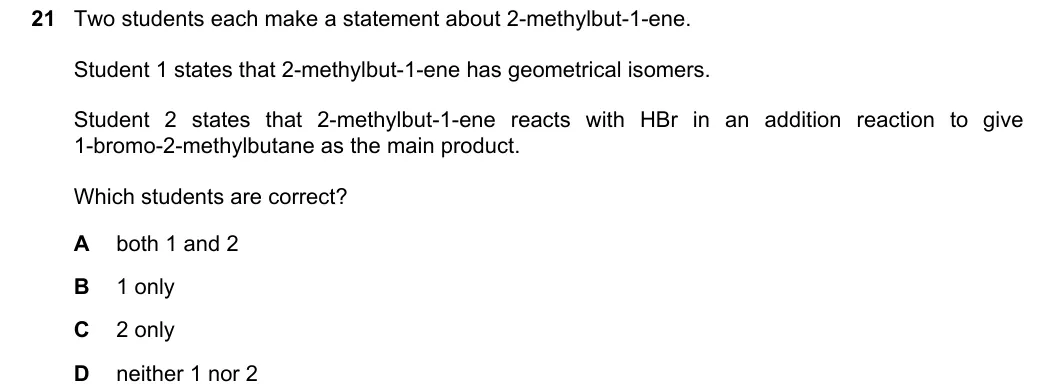 21 Two students each make a statement about 2-methylbut-1-ene.
Student 1 states that 2-methylbut-1-ene has geometrical isomers.
Student 2 states that 2-methylbut-1-ene reacts with HBr in an addition reaction to give
1-bromo-2-methylbutane as the main product.
Which students are correct?
A both 1 and 2
B 1 only
C 2 only
D neither 1 nor 2